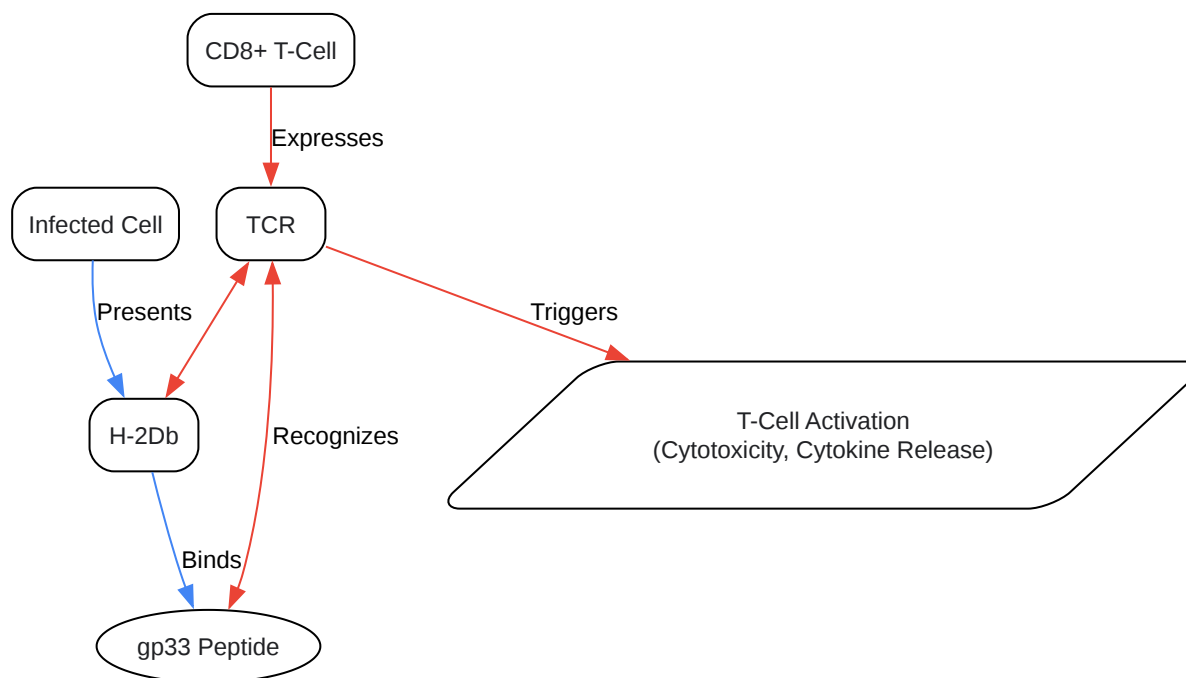 CD8+ T-Cell
Expresses
Infected Cell
TCR
Presents
Triggers
H-2Db
Recognizes
T-Cell Activation
(Cytotoxicity, Cytokine Release)
Binds
gp33 Peptide